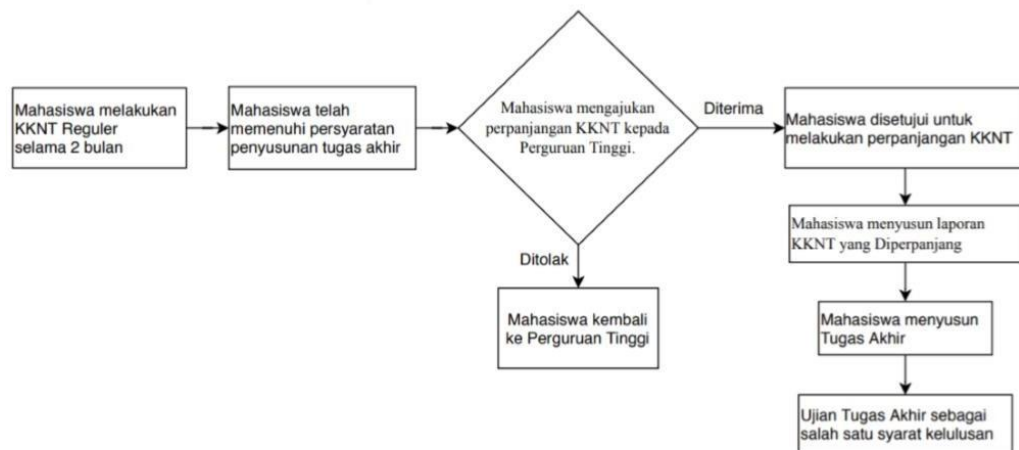 Mahasiswa melakukan
KKNT Reguler
selama 2 bulan
Mahasiswa telah
memenuhi persyaratan
penyusunan tugas akhir
Mahasiswa mengajukan
perpanjangan KKNT kepada
Perguruan Tinggi.
Diterima
Mahasiswa disetujui untuk
melakukan perpanjangan KKNT
Mahasiswa menyusun laporan
KKNT yang Diperpanjang
Ditolak
Mahasiswa kembali
ke Perguruan Tinggi
Mahasiswa menyusun
Tugas Akhir
Ujian Tugas Akhir sebagai
salah satu syarat kelulusan